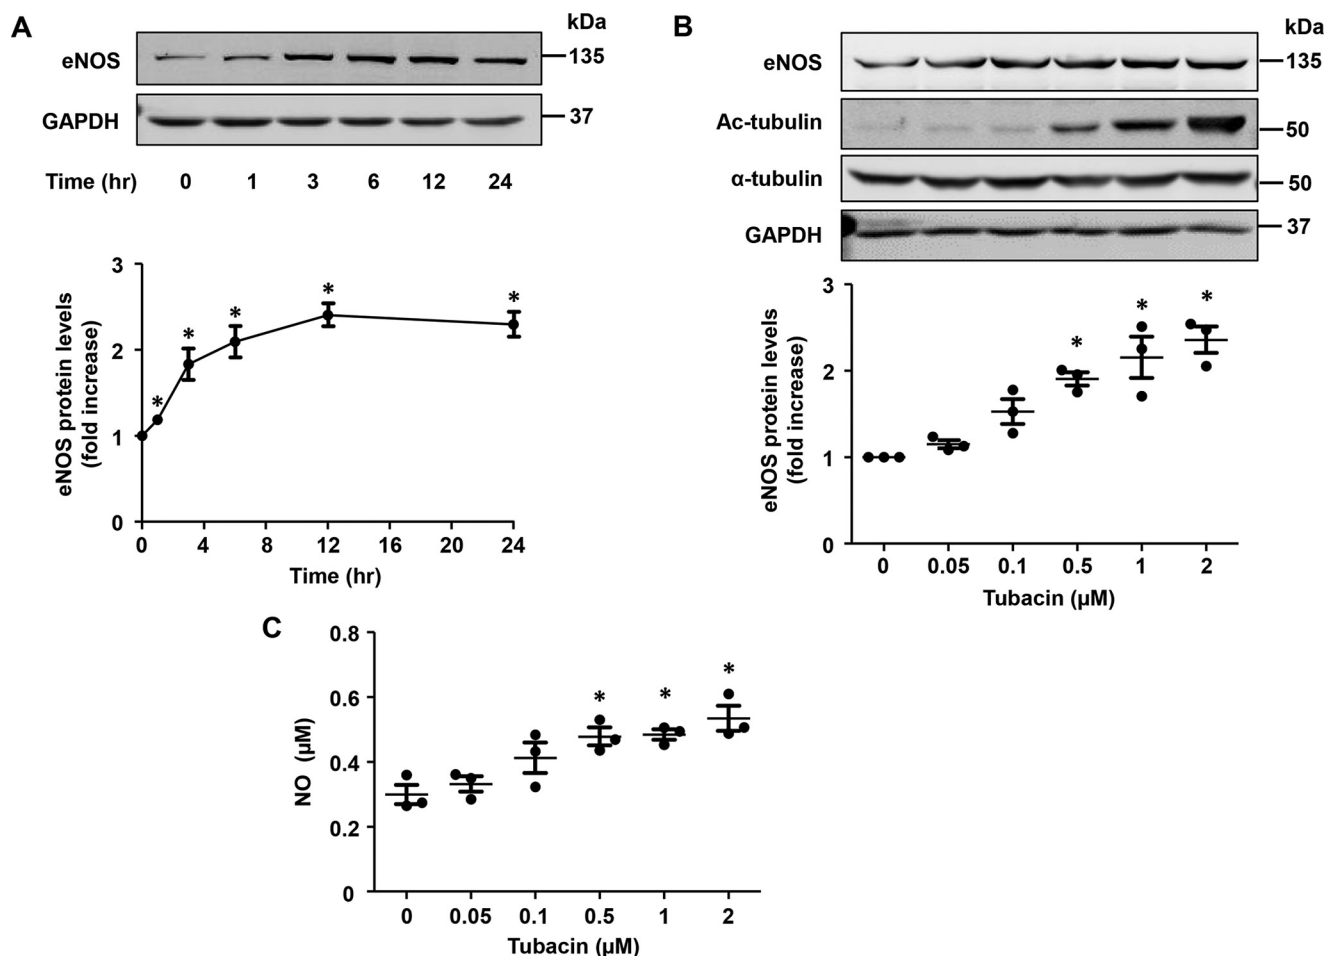 A
kDa
eNOS
135
GAPDH
37
Time (hr) 0 1 3 6 12 24
eNOS protein levels
(fold increase)
3
2
1
0
* * * * *
0 4 8 12 16 20 24
Time (hr)
B
kDa
eNOS
135
Ac-tubulin
50
α-tubulin
50
GAPDH
37
eNOS protein levels
(fold increase)
3
2
1
0
* * *
0 0.05 0.1 0.5 1 2
Tubacin (µM)
C
NO (µM)
0.8
0.6
0.4
0.2
0
* * *
0 0.05 0.1 0.5 1 2
Tubacin (µM)